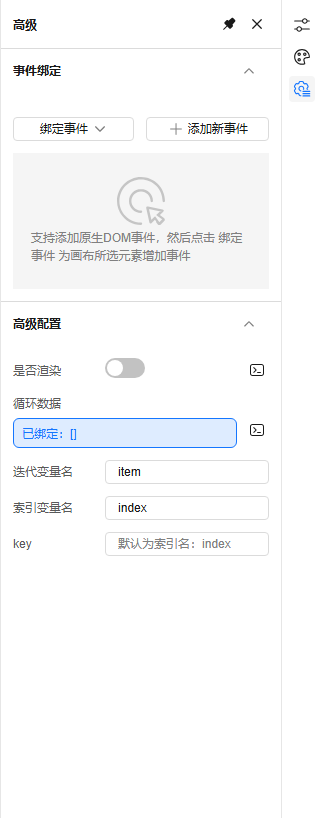 高级
事件绑定
绑定事件
添加新事件
支持添加原生DOM事件，然后点击 绑定
事件 为画布所选元素增加事件
高级配置
是否渲染
循环数据
已绑定：[]
迭代变量名
item
索引变量名
index
key
默认为索引名：index